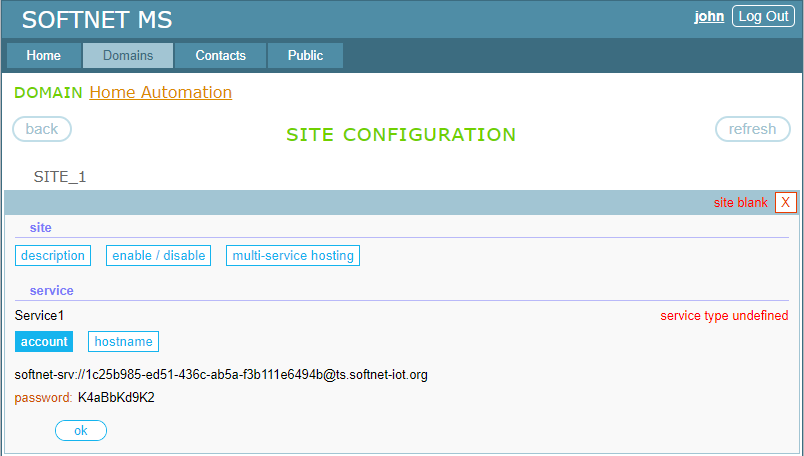 SOFTNET MS
john Log Out
Home Domains Contacts Public
DOMAIN Home Automation
back SITE CONFIGURATION refresh
SITE_1
site blank X
site
description enable / disable multi-service hosting
service
Service1 service type undefined
account hostname
softnet-srv://1c25b985-ed51-436c-ab5a-f3b111e6494b@ts.softnet-iot.org
password: K4aBbKd9K2
ok